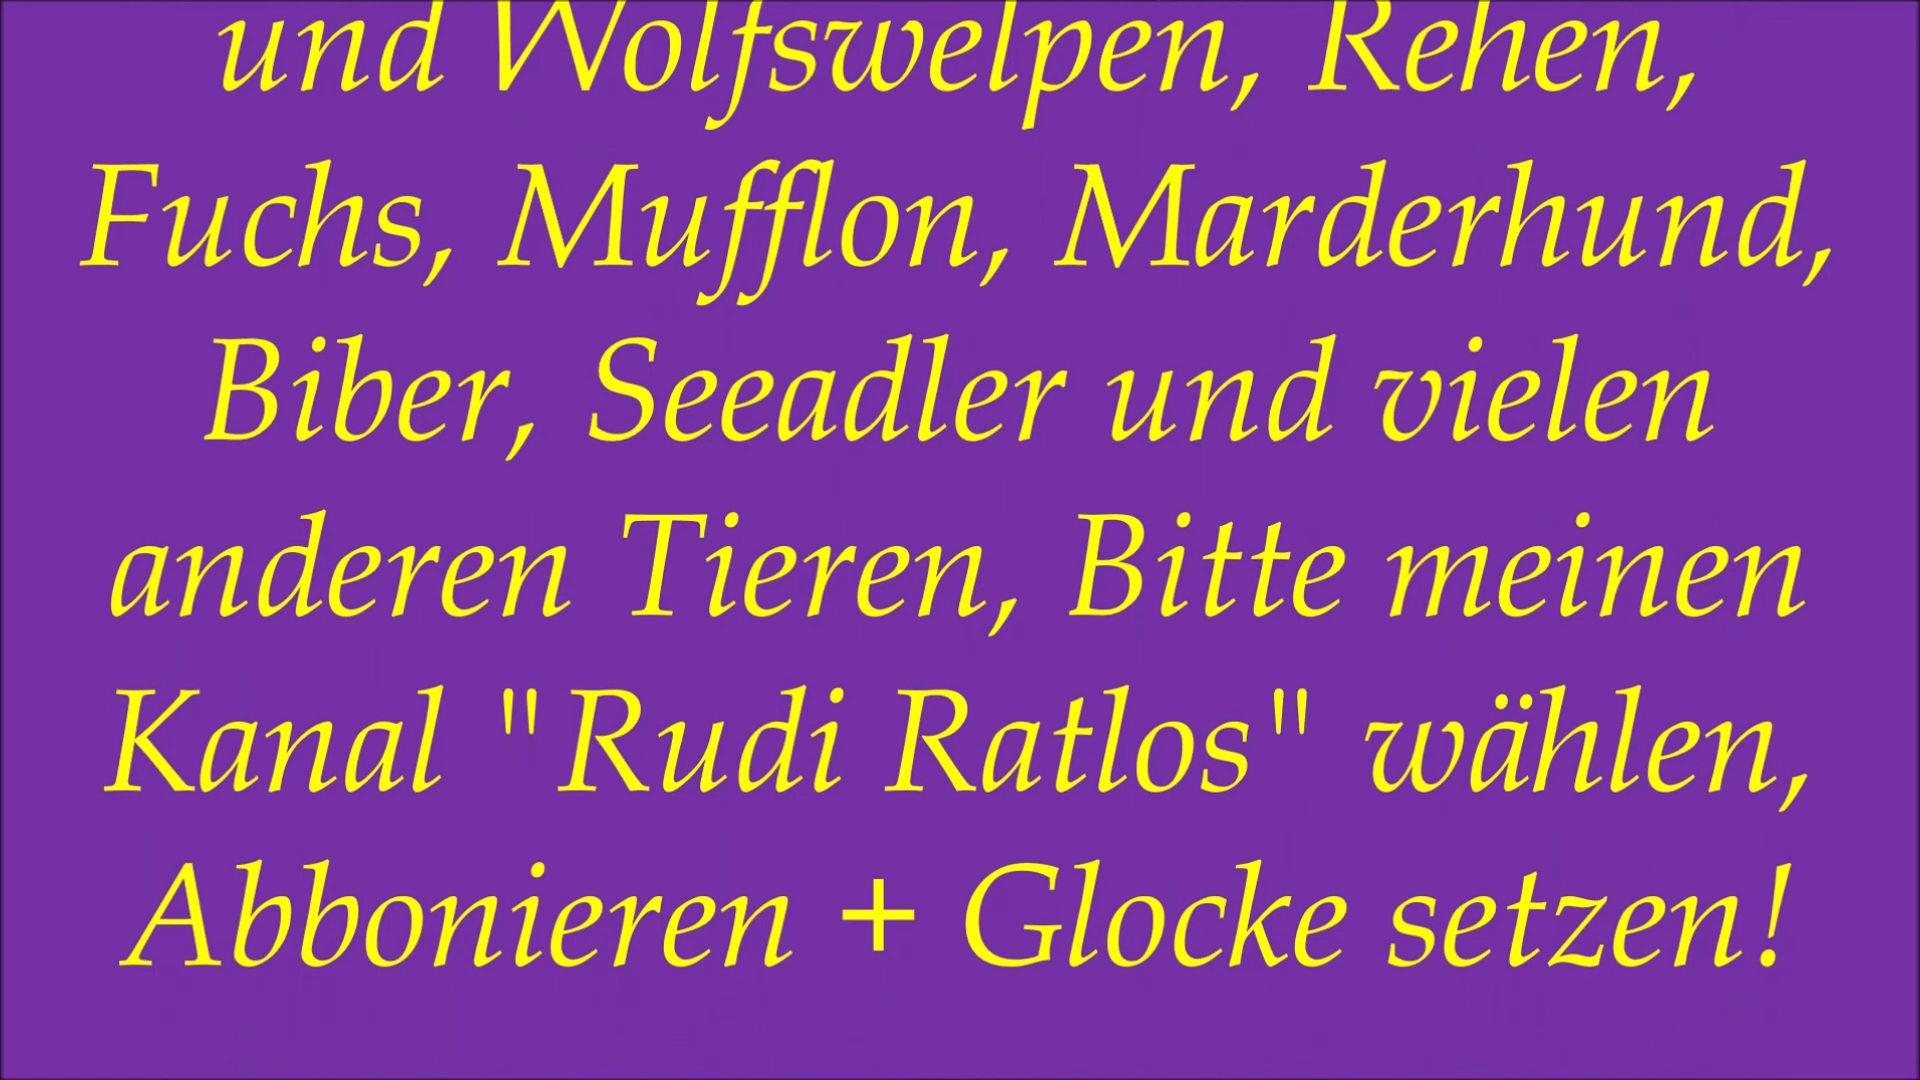 und Wolfswelpen, Rehen,
Fuchs, Mufflon, Marderhund,
Biber, Seeadler und vielen
anderen Tieren, Bitte meinen
Kanal "Rudi Ratlos" wählen,
Abbonieren + Glocke setzen!